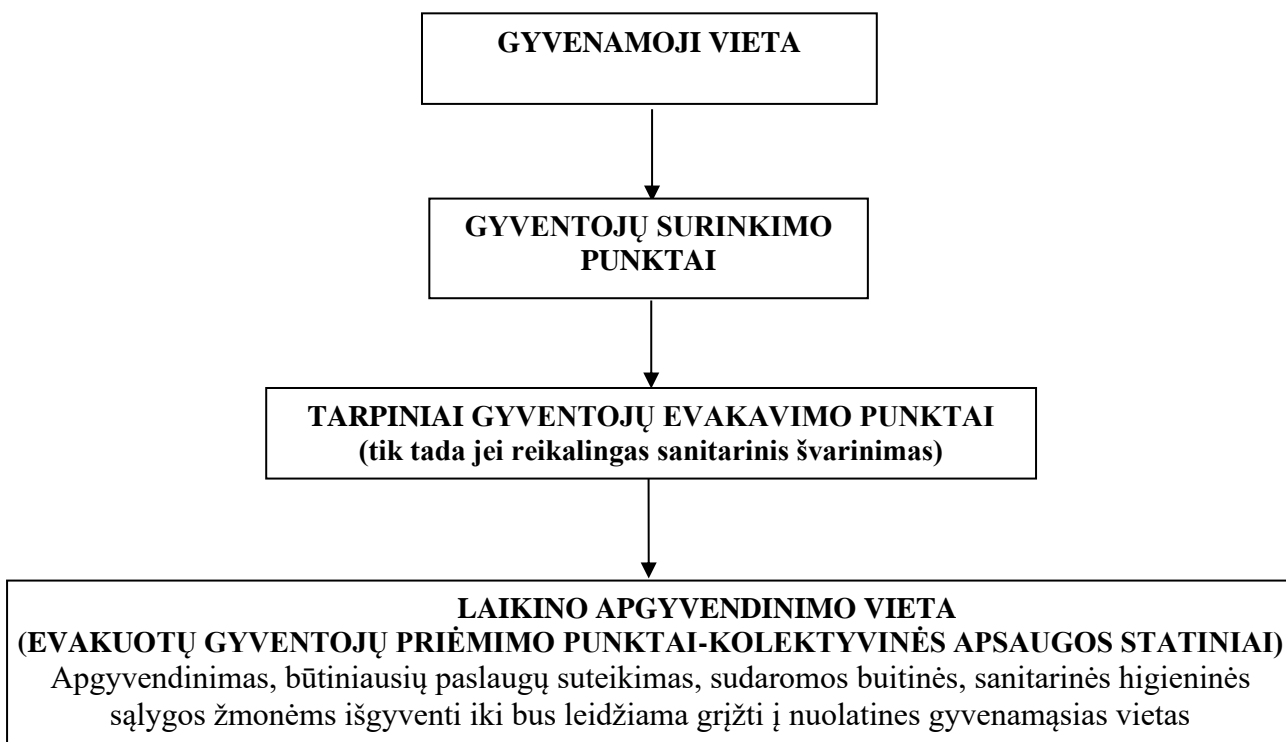 GYVENAMOJI VIETA
GYVENTOJŲ SURINKIMO
PUNKTAI
TARPINIAI GYVENTOJŲ EVAKAVIMO PUNKTAI
(tik tada jei reikalingas sanitarinis švarinimas)
LAIKINO APGYVENDINIMO VIETA
(EVAKUOTŲ GYVENTOJŲ PRIĖMIMO PUNKTAI-KOLEKTYVINĖS APSAUGOS STATINIAI)
Apgyvendinimas, būtiniausių paslaugų suteikimas, sudaromos buitinės, sanitarinės higieninės
sąlygos žmonėms išgyventi iki bus leidžiama grįžti į nuolatines gyvenamąsias vietas